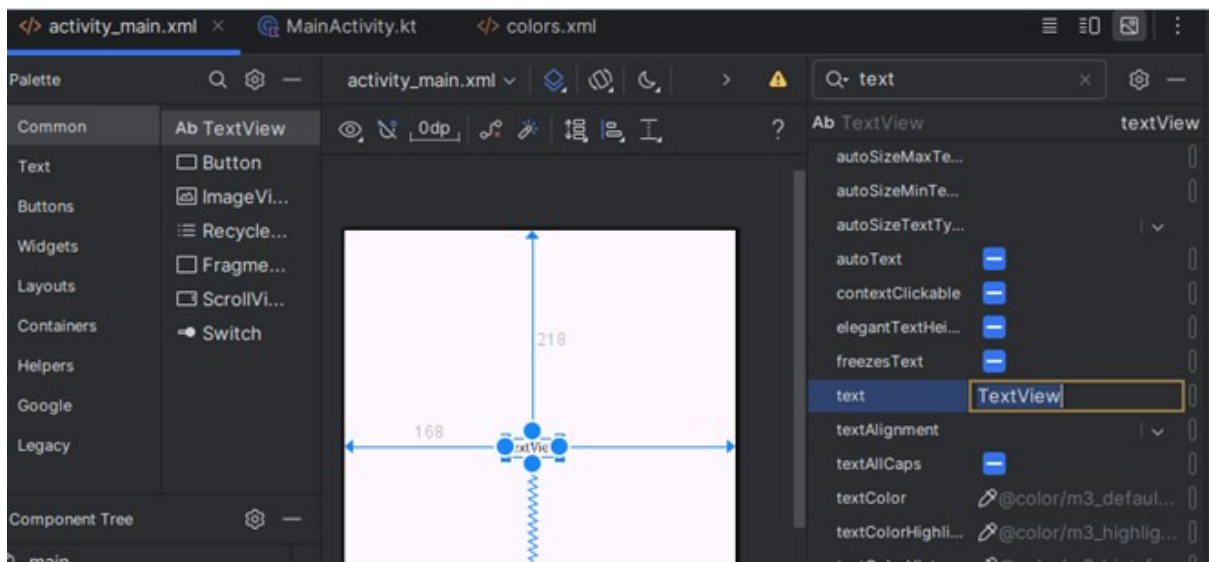 activity_main.xml
MainActivity.kt
colors.xml
Palette
Common
Text
Buttons
Widgets
Layouts
Containers
Helpers
Google
Legacy
Ab TextView
Button
ImageVi...
Recycle...
Fragme...
ScrollVi...
Switch
Component Tree
main
activity_main.xml
0dp
?
218
168
text
Ab TextView
textView
autoSizeMaxTe...
autoSizeMinTe...
autoSizeTextTy...
autoText
contextClickable
elegantTextHei...
freezesText
text TextView
textAlignment
textAllCaps
textColor @color/m3_defaul...
textColorHighli... @color/m3_highlig...